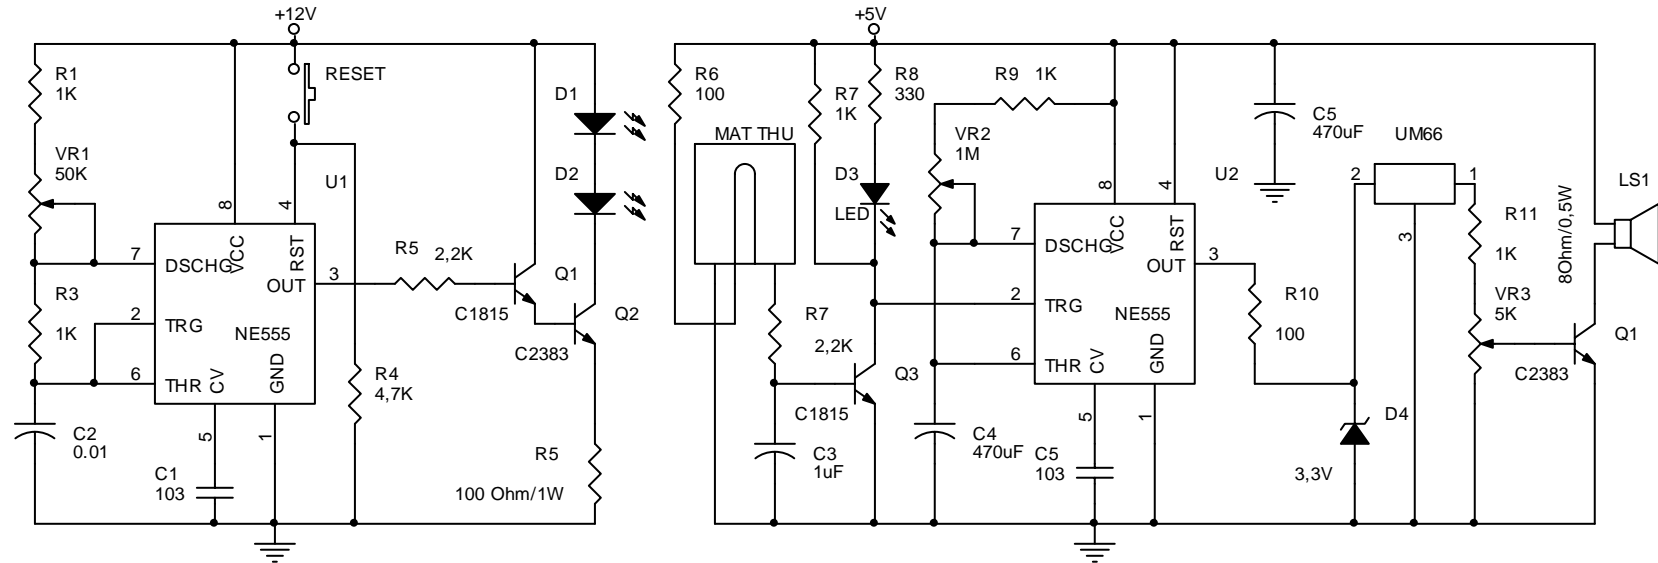 +12V
R1
1K
RESET
D1
VR1
50K
U1
D2
8
4
7
DSCHG
VCC
RST
3
OUT
R5
2,2K
Q1
R3
1K
2
TRG
NE555
C1815
Q2
C2383
6
THR
CV
GND
R4
4,7K
C2
0.01
5
1
C1
103
R5
100 Ohm/1W
+5V
R6
100
R7
1K
R8
330
R9 1K
C5
470uF
MAT THU
VR2
1M
UM66
D3
LED
8
4
U2
2
1
3
LS1
8Ohm/0,5W
7
DSCHG
VCC
RST
3
OUT
R11
1K
2
TRG
NE555
R10
100
VR3
5K
R7
2,2K
Q3
6
THR
CV
GND
Q1
C2383
C1815
D4
3,3V
C3
1uF
C4
470uF
5
1
C5
103